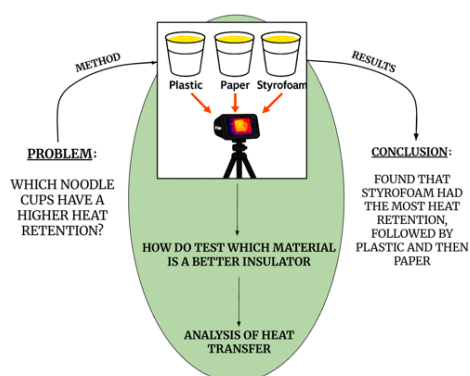 METHOD
RESULTS
Plastic Paper Styrofoam
PROBLEM:
WHICH NOODLE
CUPS HAVE A
HIGHER HEAT
RETENTION?
HOW DO TEST WHICH MATERIAL
IS A BETTER INSULATOR
ANALYSIS OF HEAT
TRANSFER
CONCLUSION:
FOUND THAT
STYROFOAM HAD
THE MOST HEAT
RETENTION,
FOLLOWED BY
PLASTIC AND THEN
PAPER